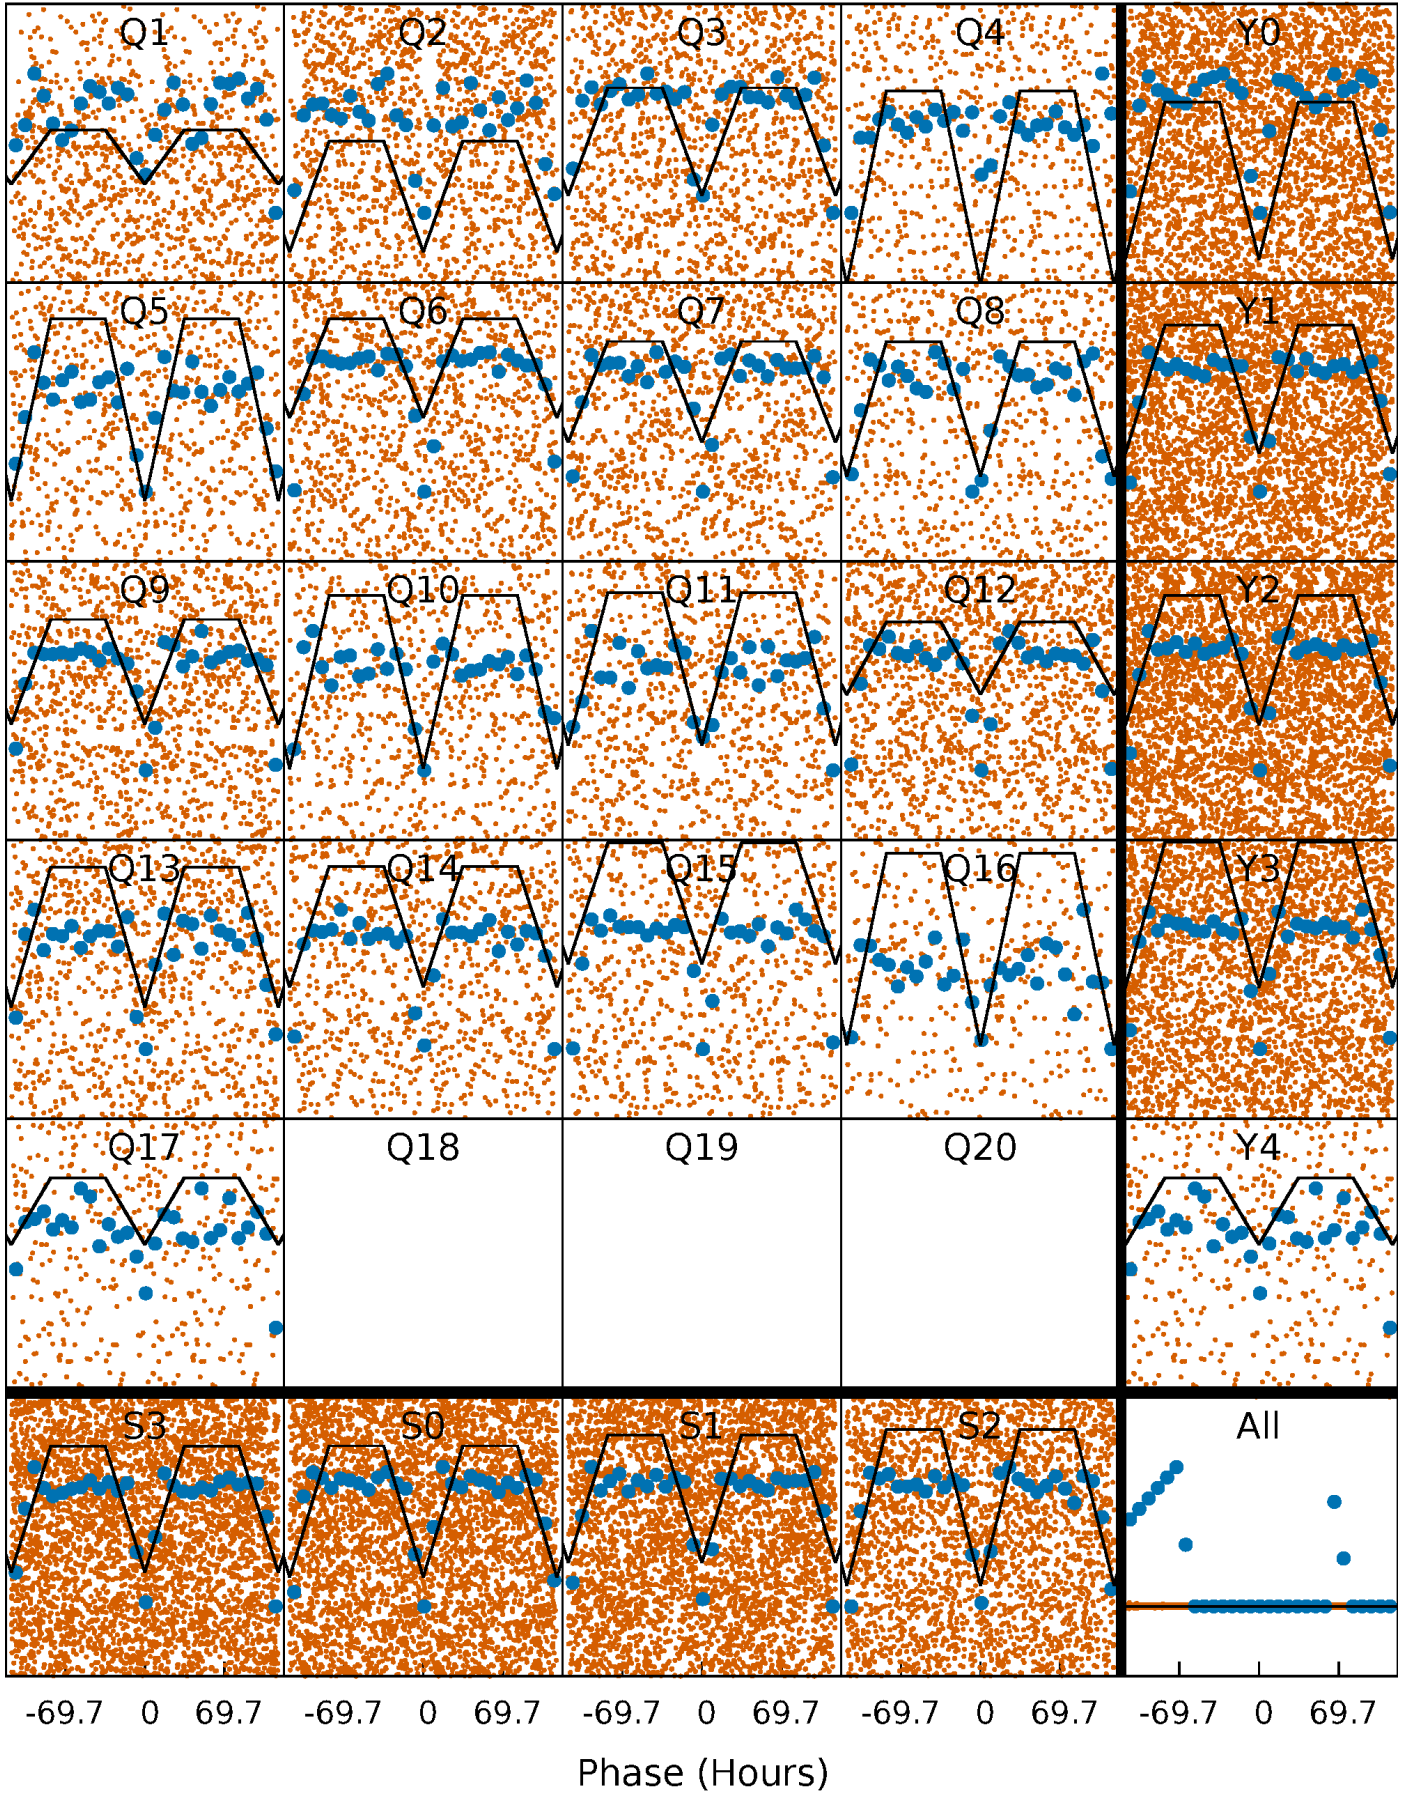 Q1 Q2 Q3 Q4 Y0
Q5 Q6 Q7 Q8 Y1
Q9 Q10 Q11 Q12 Y2
Q13 Q14 Q15 Q16 Y3
Q17 Q18 Q19 Q20 Y4
S3 S0 S1 S2 All
-69.7 0 69.7 -69.7 0 69.7 -69.7 0 69.7 -69.7 0 69.7 -69.7 0 69.7
Phase (Hours)